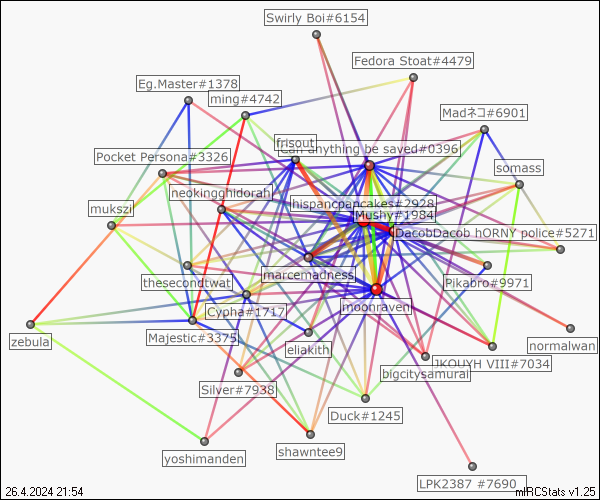 Swirly Boi#6154
Fedora Stoat#4479
Eg.Master#1378
ming#4742
Madネコ#6901
frisout
Can anything be saved#0396
Pocket Persona#3326
somass
neokingghidorah
hispancpancakes#2928
mukszi
Mushy#1984
DacobDacob hORNY police#5271
marcemadness
thesecondtwat
Pikabro#9971
moonraven
Cypha#1717
zebula
Majestic#3375
eliakith
JKOUYH VIII#7034
normalwan
bigcitysamurai
Silver#7938
Duck#1245
shawntee9
yoshimanden
LPK2387 #7690
26.4.2024 21:54
mIRCStats v1.25